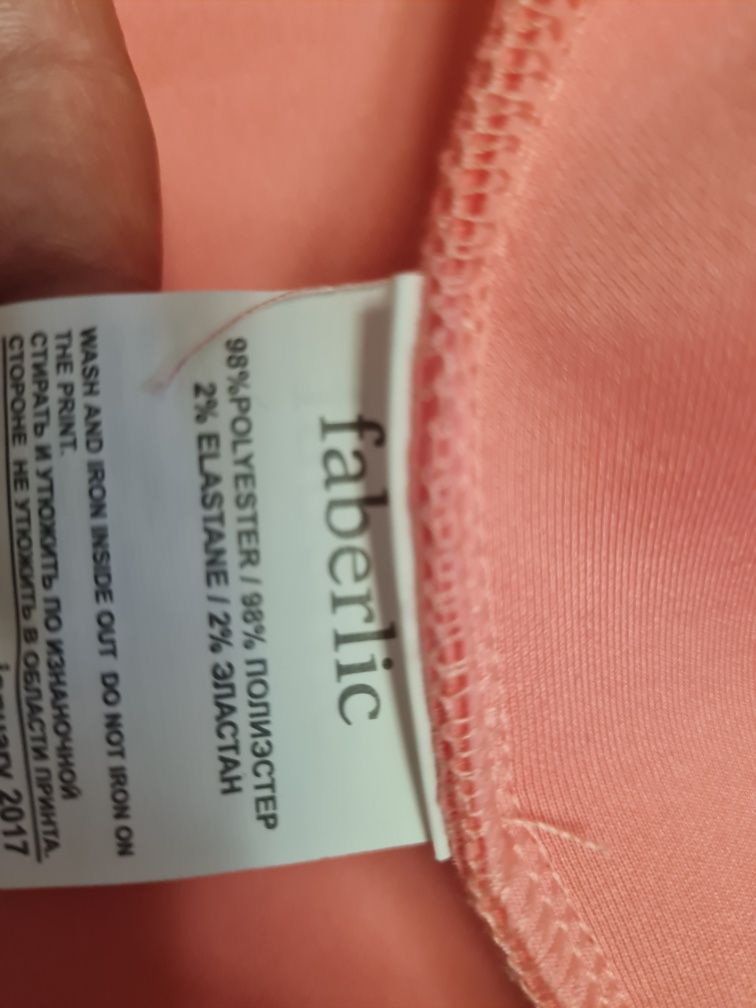 faberlic
98%POLYESTER / 98% ПОЛИЭСТЕР
2% ELASTANE / 2% ЭЛАСТАН
WASH AND IRON INSIDE OUT DO NOT IRON ON
THE PRINT.
СТИРАТЬ И УТЮЖИТЬ ПО ИЗНАНОЧНОЙ
СТОРОНЕ НЕ УТЮЖИТЬ В ОБЛАСТИ ПРИНТА.
January 2017